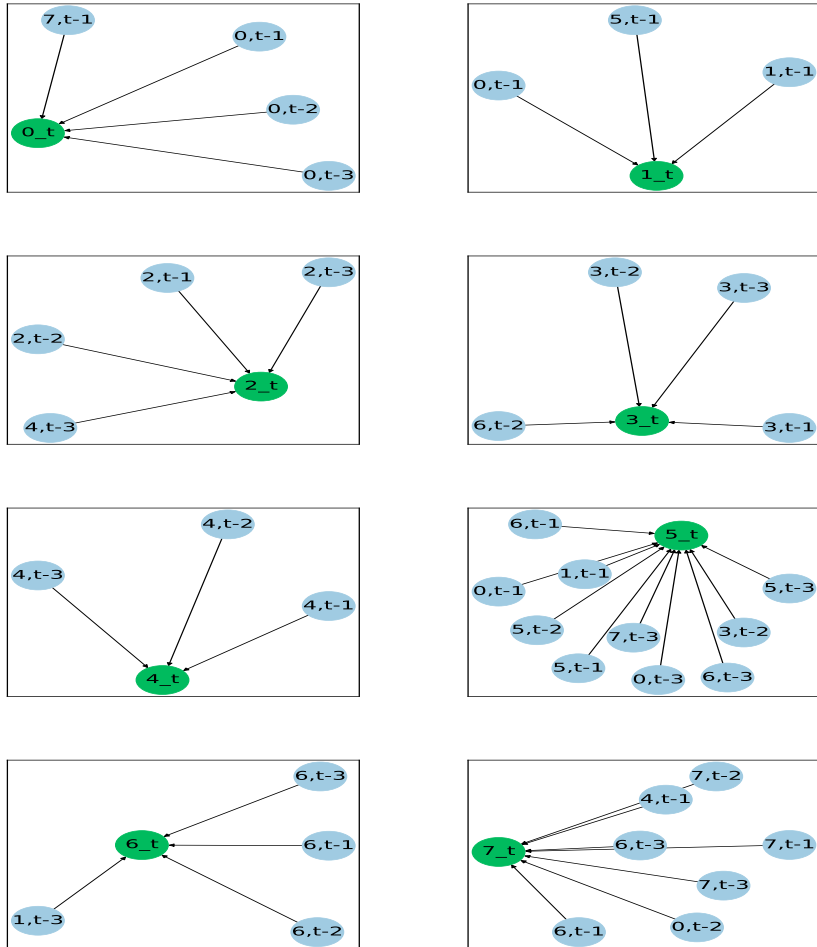 7,t-1
0,t-1
0,t-2
0_t
0,t-3
5,t-1
1,t-1
0,t-1
1_t
2,t-3
2,t-1
2,t-2
2_t
4,t-3
3,t-2
3,t-3
3_t
6,t-2
3,t-1
4,t-2
4,t-3
4,t-1
4_t
6,t-1
5_t
1,t-1
5,t-3
0,t-1
5,t-2
3,t-2
7,t-3
5,t-1
6,t-3
0,t-3
6,t-3
6_t
6,t-1
1,t-3
6,t-2
7,t-2
4,t-1
6,t-3
7,t-1
7_t
7,t-3
0,t-2
6,t-1